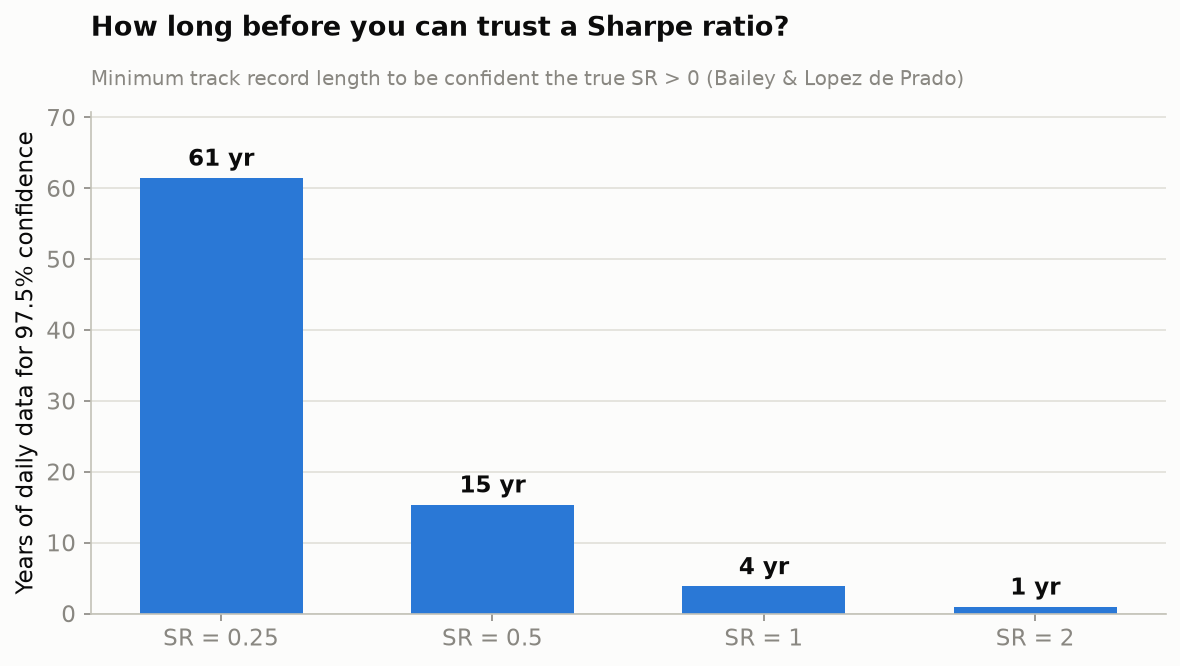 How long before you can trust a Sharpe ratio?
Minimum track record length to be confident the true SR > 0 (Bailey & Lopez de Prado)
Years of daily data for 97.5% confidence
70
60
50
40
30
20
10
0
61 yr
15 yr
4 yr
1 yr
SR = 0.25
SR = 0.5
SR = 1
SR = 2